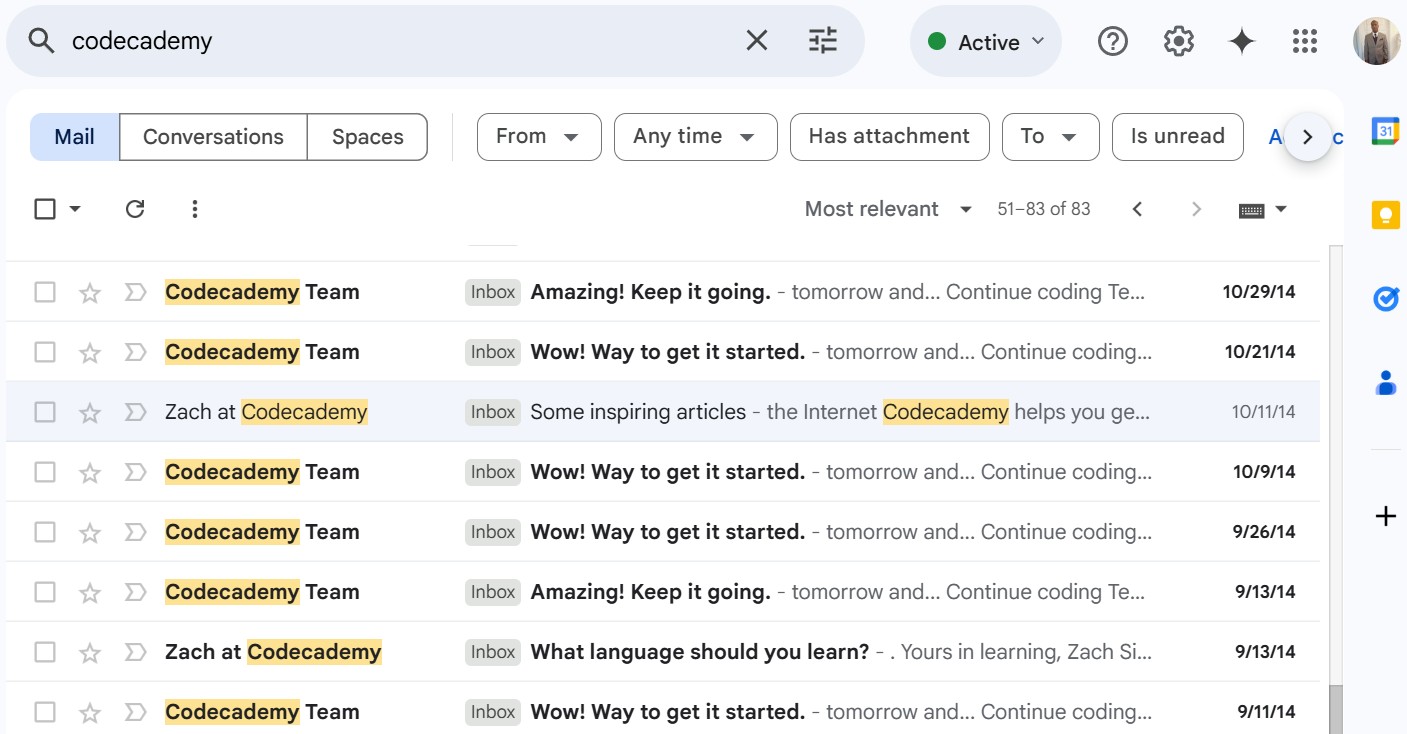 codecademy Active
Mail Conversations Spaces From Any time Has attachment To Is unread
31
Most relevant 51–83 of 83
Codecademy Team Inbox Amazing! Keep it going. - tomorrow and... Continue coding Te... 10/29/14
Codecademy Team Inbox Wow! Way to get it started. - tomorrow and... Continue coding... 10/21/14
Zach at Codecademy Inbox Some inspiring articles - the Internet Codecademy helps you ge... 10/11/14
Codecademy Team Inbox Wow! Way to get it started. - tomorrow and... Continue coding... 10/9/14
Codecademy Team Inbox Wow! Way to get it started. - tomorrow and... Continue coding... 9/26/14
Codecademy Team Inbox Amazing! Keep it going. - tomorrow and... Continue coding Te... 9/13/14
Zach at Codecademy Inbox What language should you learn? - . Yours in learning, Zach Si... 9/13/14
Codecademy Team Inbox Wow! Way to get it started. - tomorrow and... Continue coding... 9/11/14